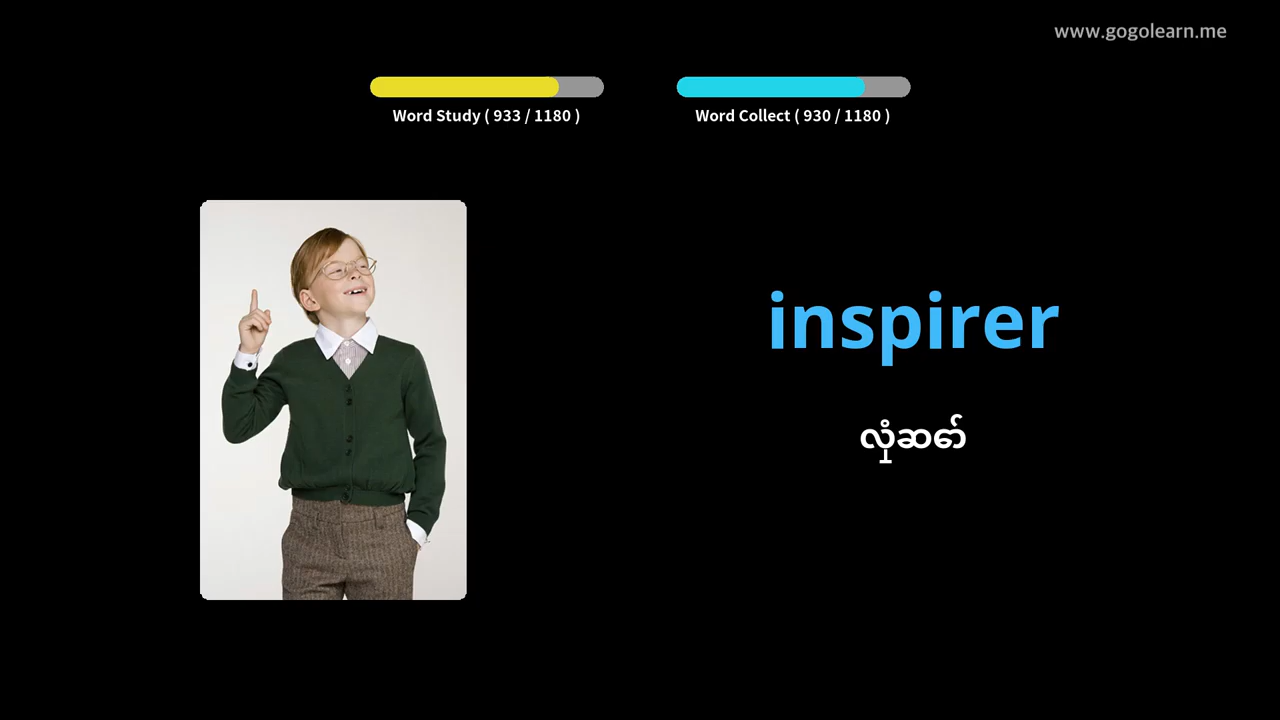 www.gogolearn.me
Word Study ( 933 / 1180 )
Word Collect ( 930 / 1180 )
inspirer
လှုံ့ဆော်